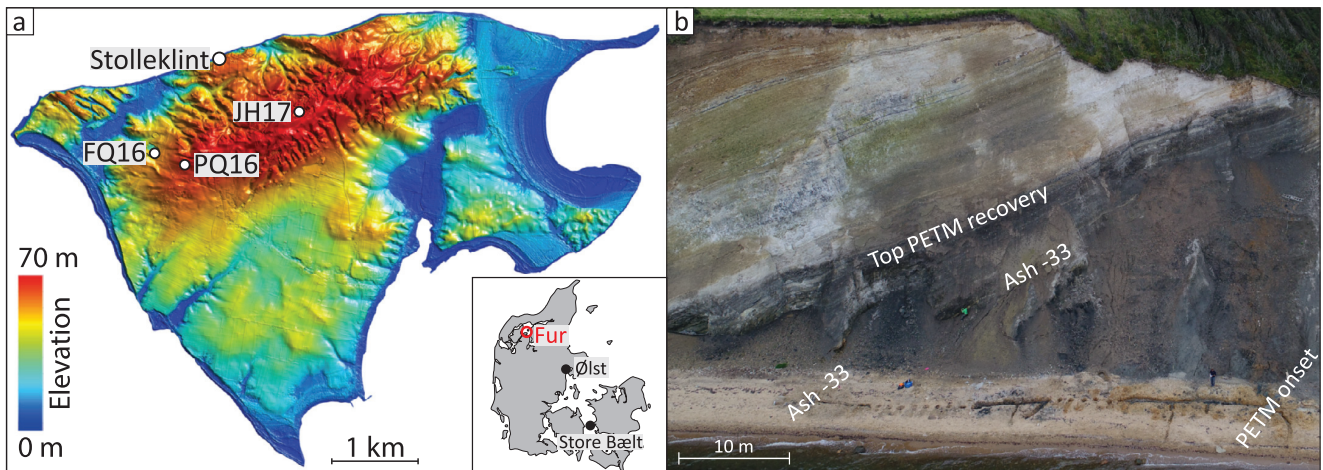 a
Stolleklint
JH17
FQ16
PQ16
70 m
Elevation
0 m
1 km
Fur
Ølst
Store Bælt
b
Top PETM recovery
Ash -33
Ash -33
PETM onset
10 m